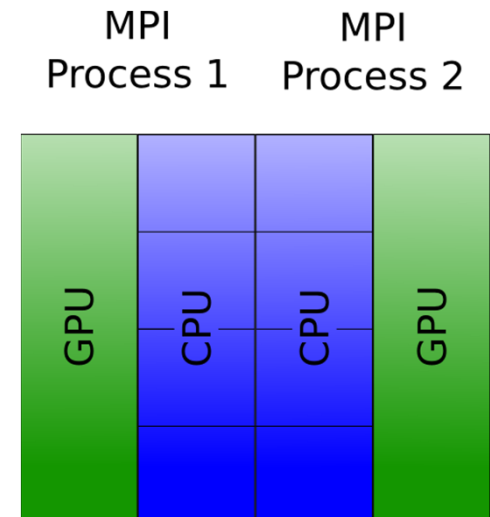 MPI
Process 1
MPI
Process 2
GPU
CPU
CPU
GPU